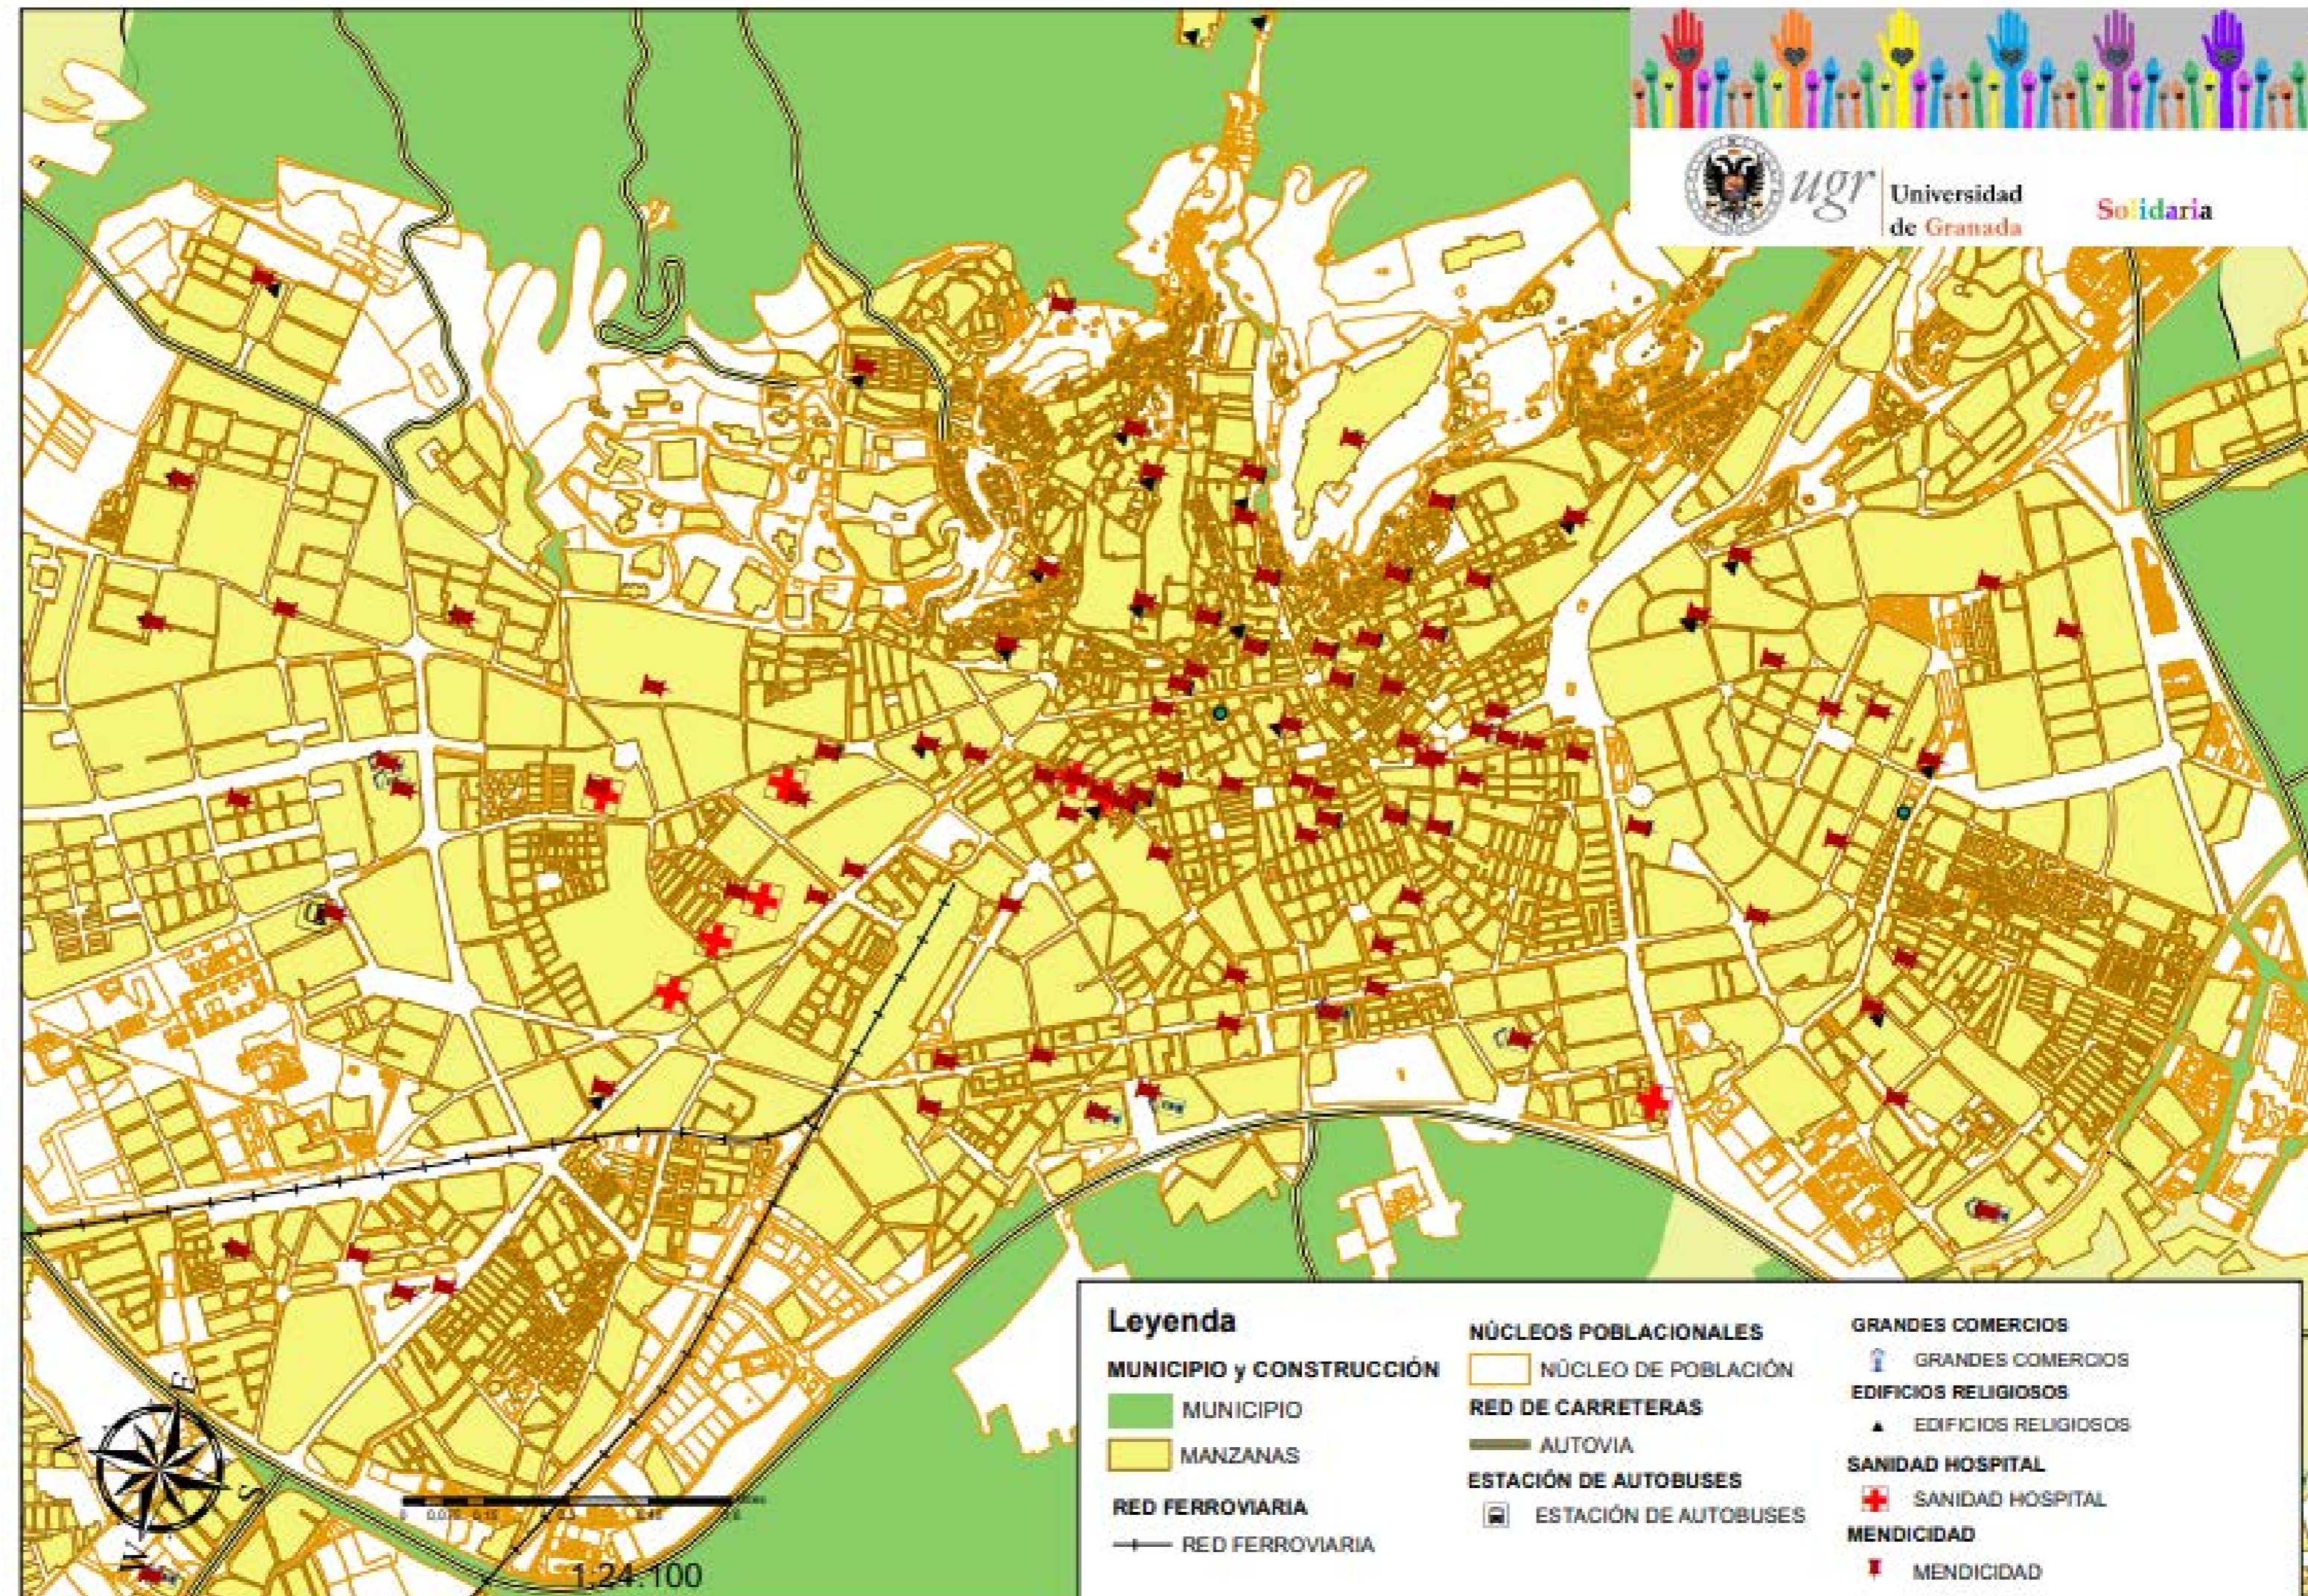 ugr
Universidad
de Granada
Solidaria
Leyenda
MUNICIPIO y CONSTRUCCIÓN
MUNICIPIO
MANZANAS
RED FERROVIARIA
RED FERROVIARIA
NÚCLEOS POBLACIONALES
NÚCLEO DE POBLACIÓN
RED DE CARRETERAS
AUTOVIA
ESTACIÓN DE AUTOBUSES
ESTACIÓN DE AUTOBUSES
GRANDES COMERCIOS
GRANDES COMERCIOS
EDIFICIOS RELIGIOSOS
EDIFICIOS RELIGIOSOS
SANIDAD HOSPITAL
SANIDAD HOSPITAL
MENDICIDAD
MENDICIDAD
N
E
S
W
1:24.100